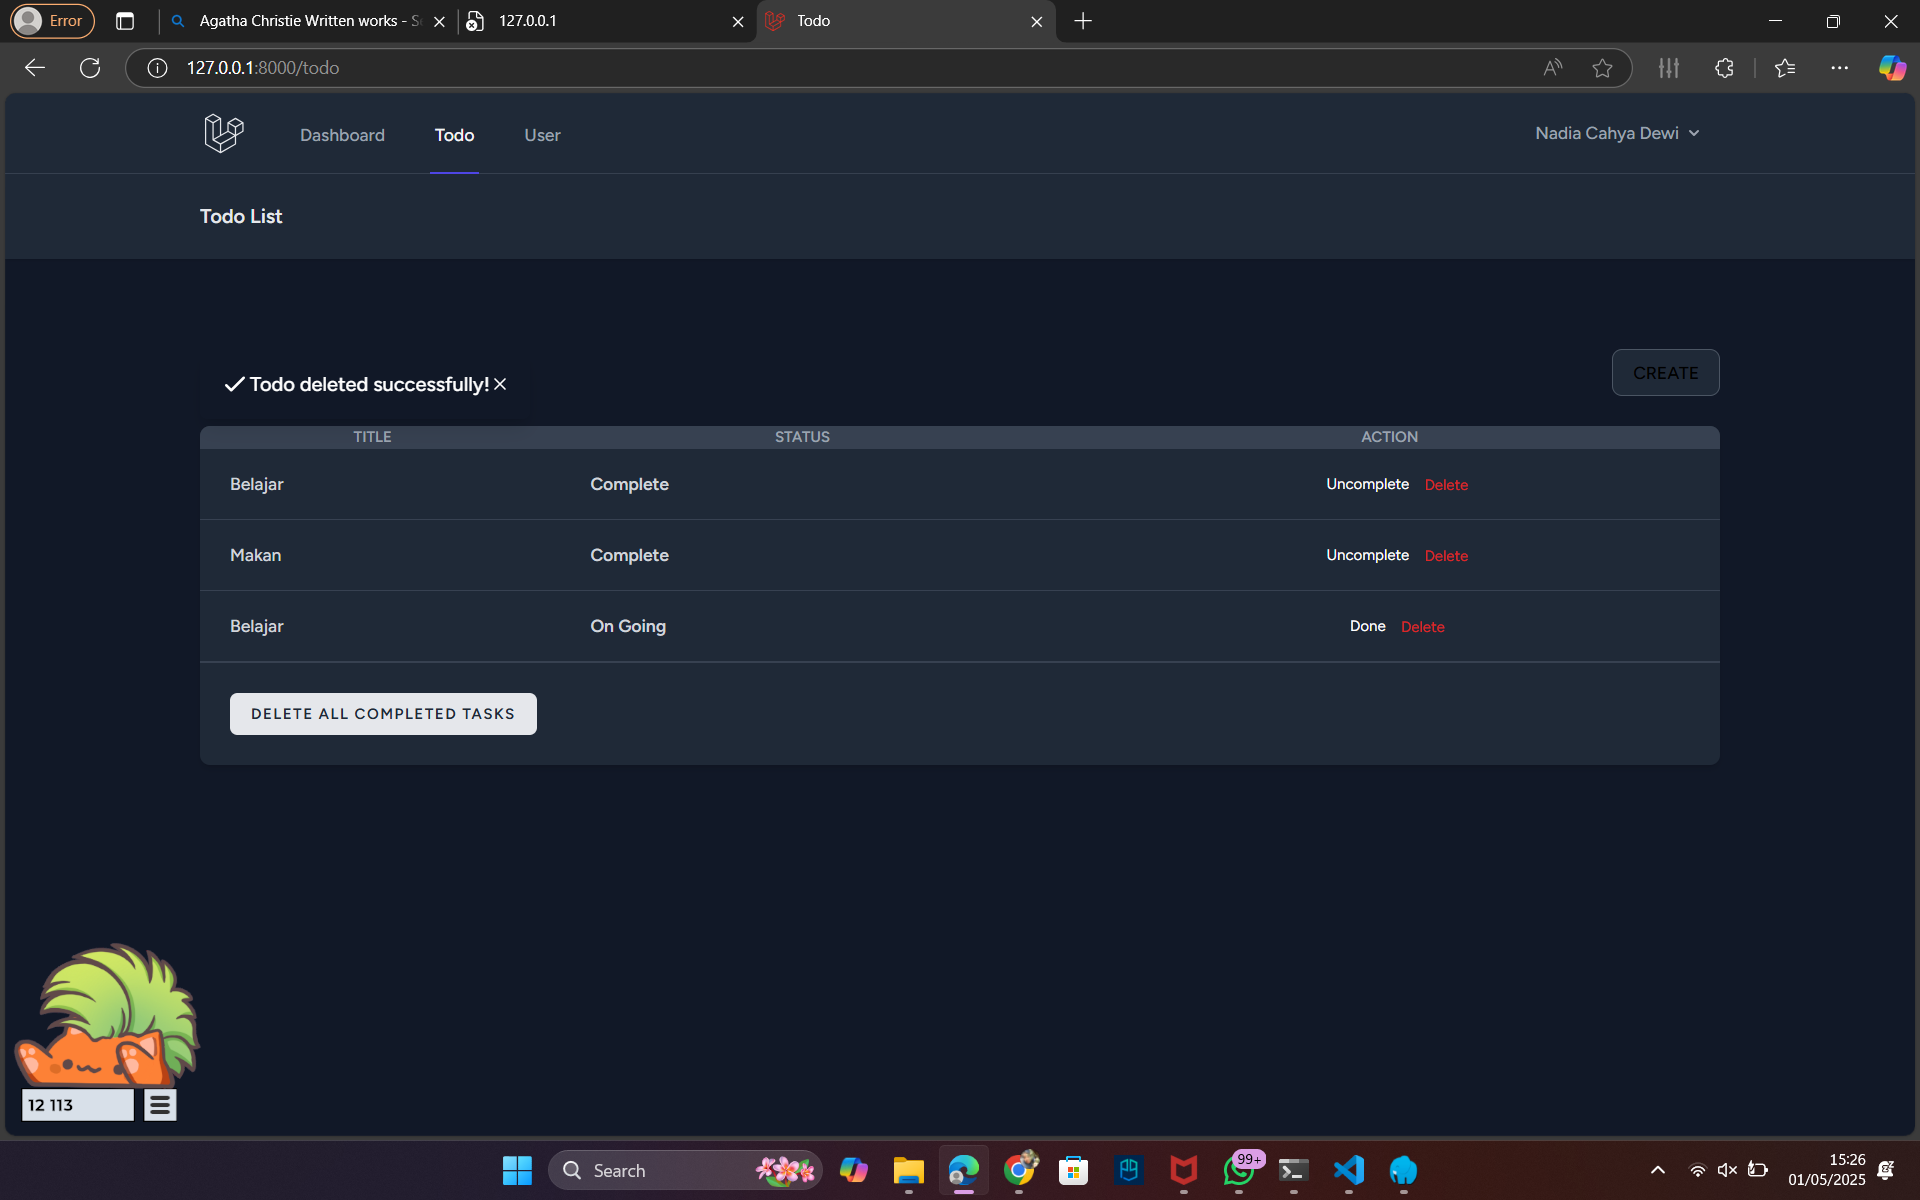 Error
Agatha Christie Written works - Se
127.0.0.1
Todo
127.0.0.1:8000/todo
Dashboard
Todo
User
Nadia Cahya Dewi
Todo List
Todo deleted successfully!
CREATE
TITLE STATUS ACTION
Belajar Complete Uncomplete Delete
Makan Complete Uncomplete Delete
Belajar On Going Done Delete
DELETE ALL COMPLETED TASKS
12 113
Search
99+
15:26
01/05/2025